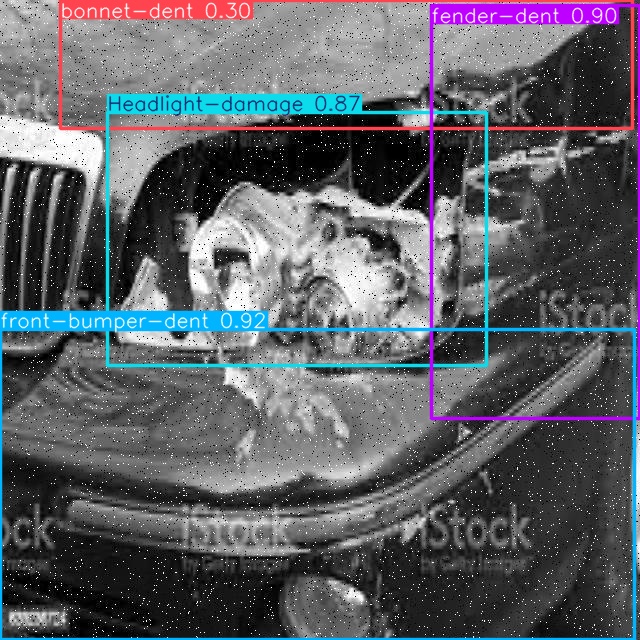 bonnet-dent 0.30
fender-dent 0.90
Headlight-damage 0.87
iStock
front-bumper-dent 0.92
iStock
iStock
iStock
by Getty Images
by Getty Images